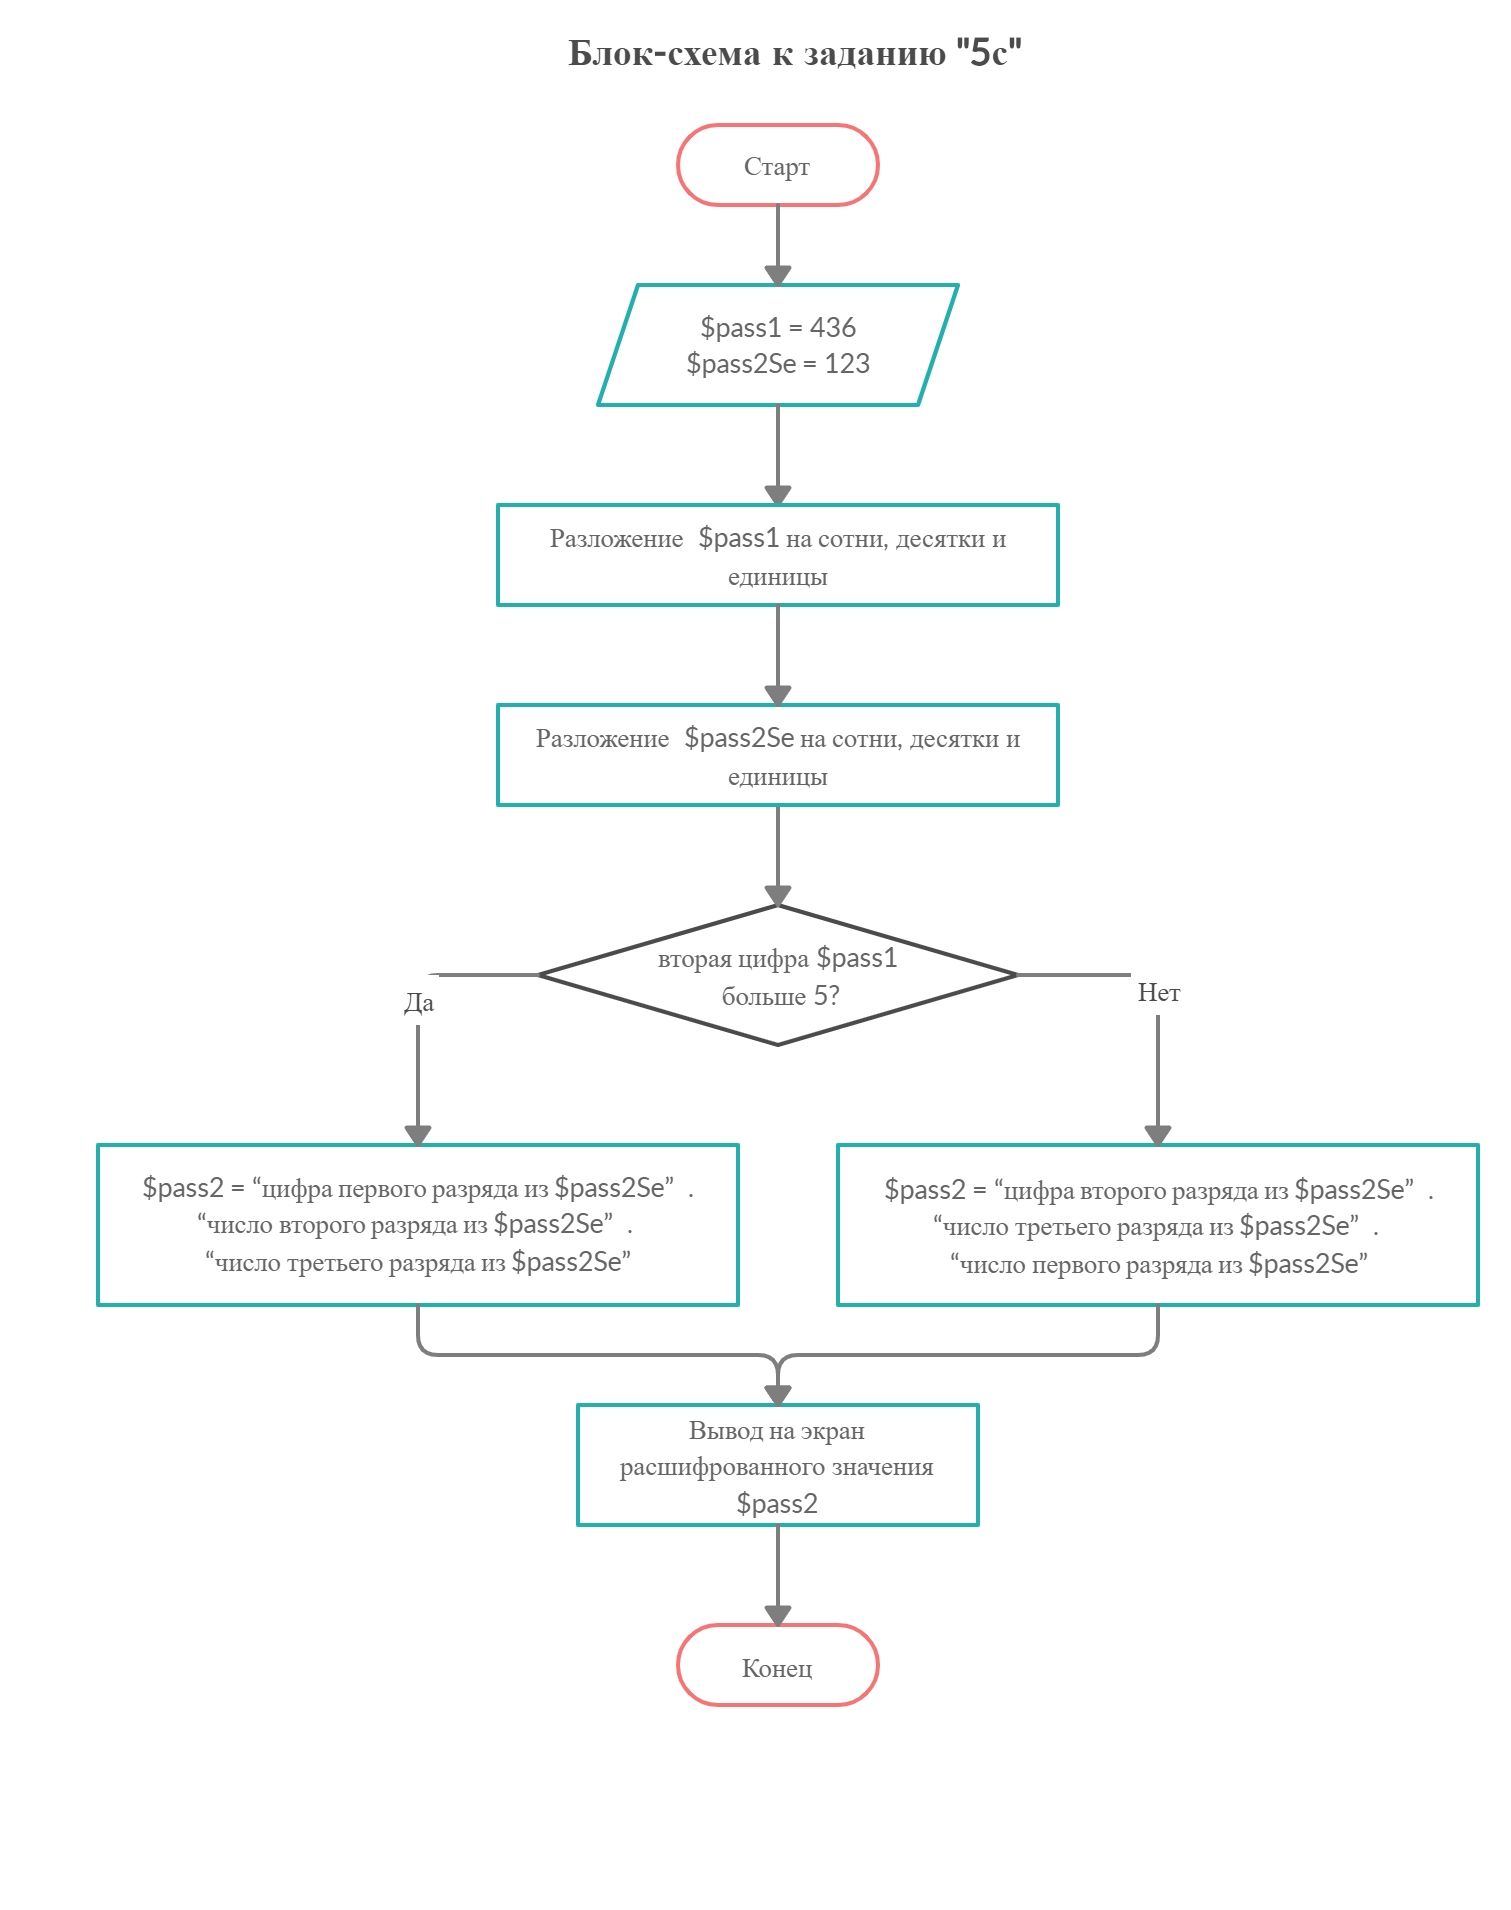 Блок-схема к заданию "5с"
Старт
$pass1 = 436
$pass2Se = 123
Разложение $pass1 на сотни, десятки и
единицы
Разложение $pass2Se на сотни, десятки и
единицы
вторая цифра $pass1
больше 5?
Да
Нет
$pass2 = “цифра первого разряда из $pass2Se” .
“число второго разряда из $pass2Se” .
“число третьего разряда из $pass2Se”
$pass2 = “цифра второго разряда из $pass2Se” .
“число третьего разряда из $pass2Se” .
“число первого разряда из $pass2Se”
Вывод на экран
расшифрованного значения
$pass2
Конец